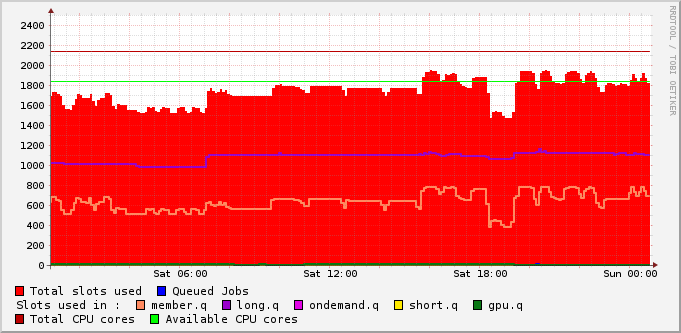 RRDTOOL / TOBI OETIKER
2400
2200
2000
1800
1600
1400
1200
1000
800
600
400
200
0
Sat 06:00 Sat 12:00 Sat 18:00 Sun 00:00
Total slots used Queued Jobs
Slots used in : member.q long.q ondemand.q short.q gpu.q
Total CPU cores Available CPU cores